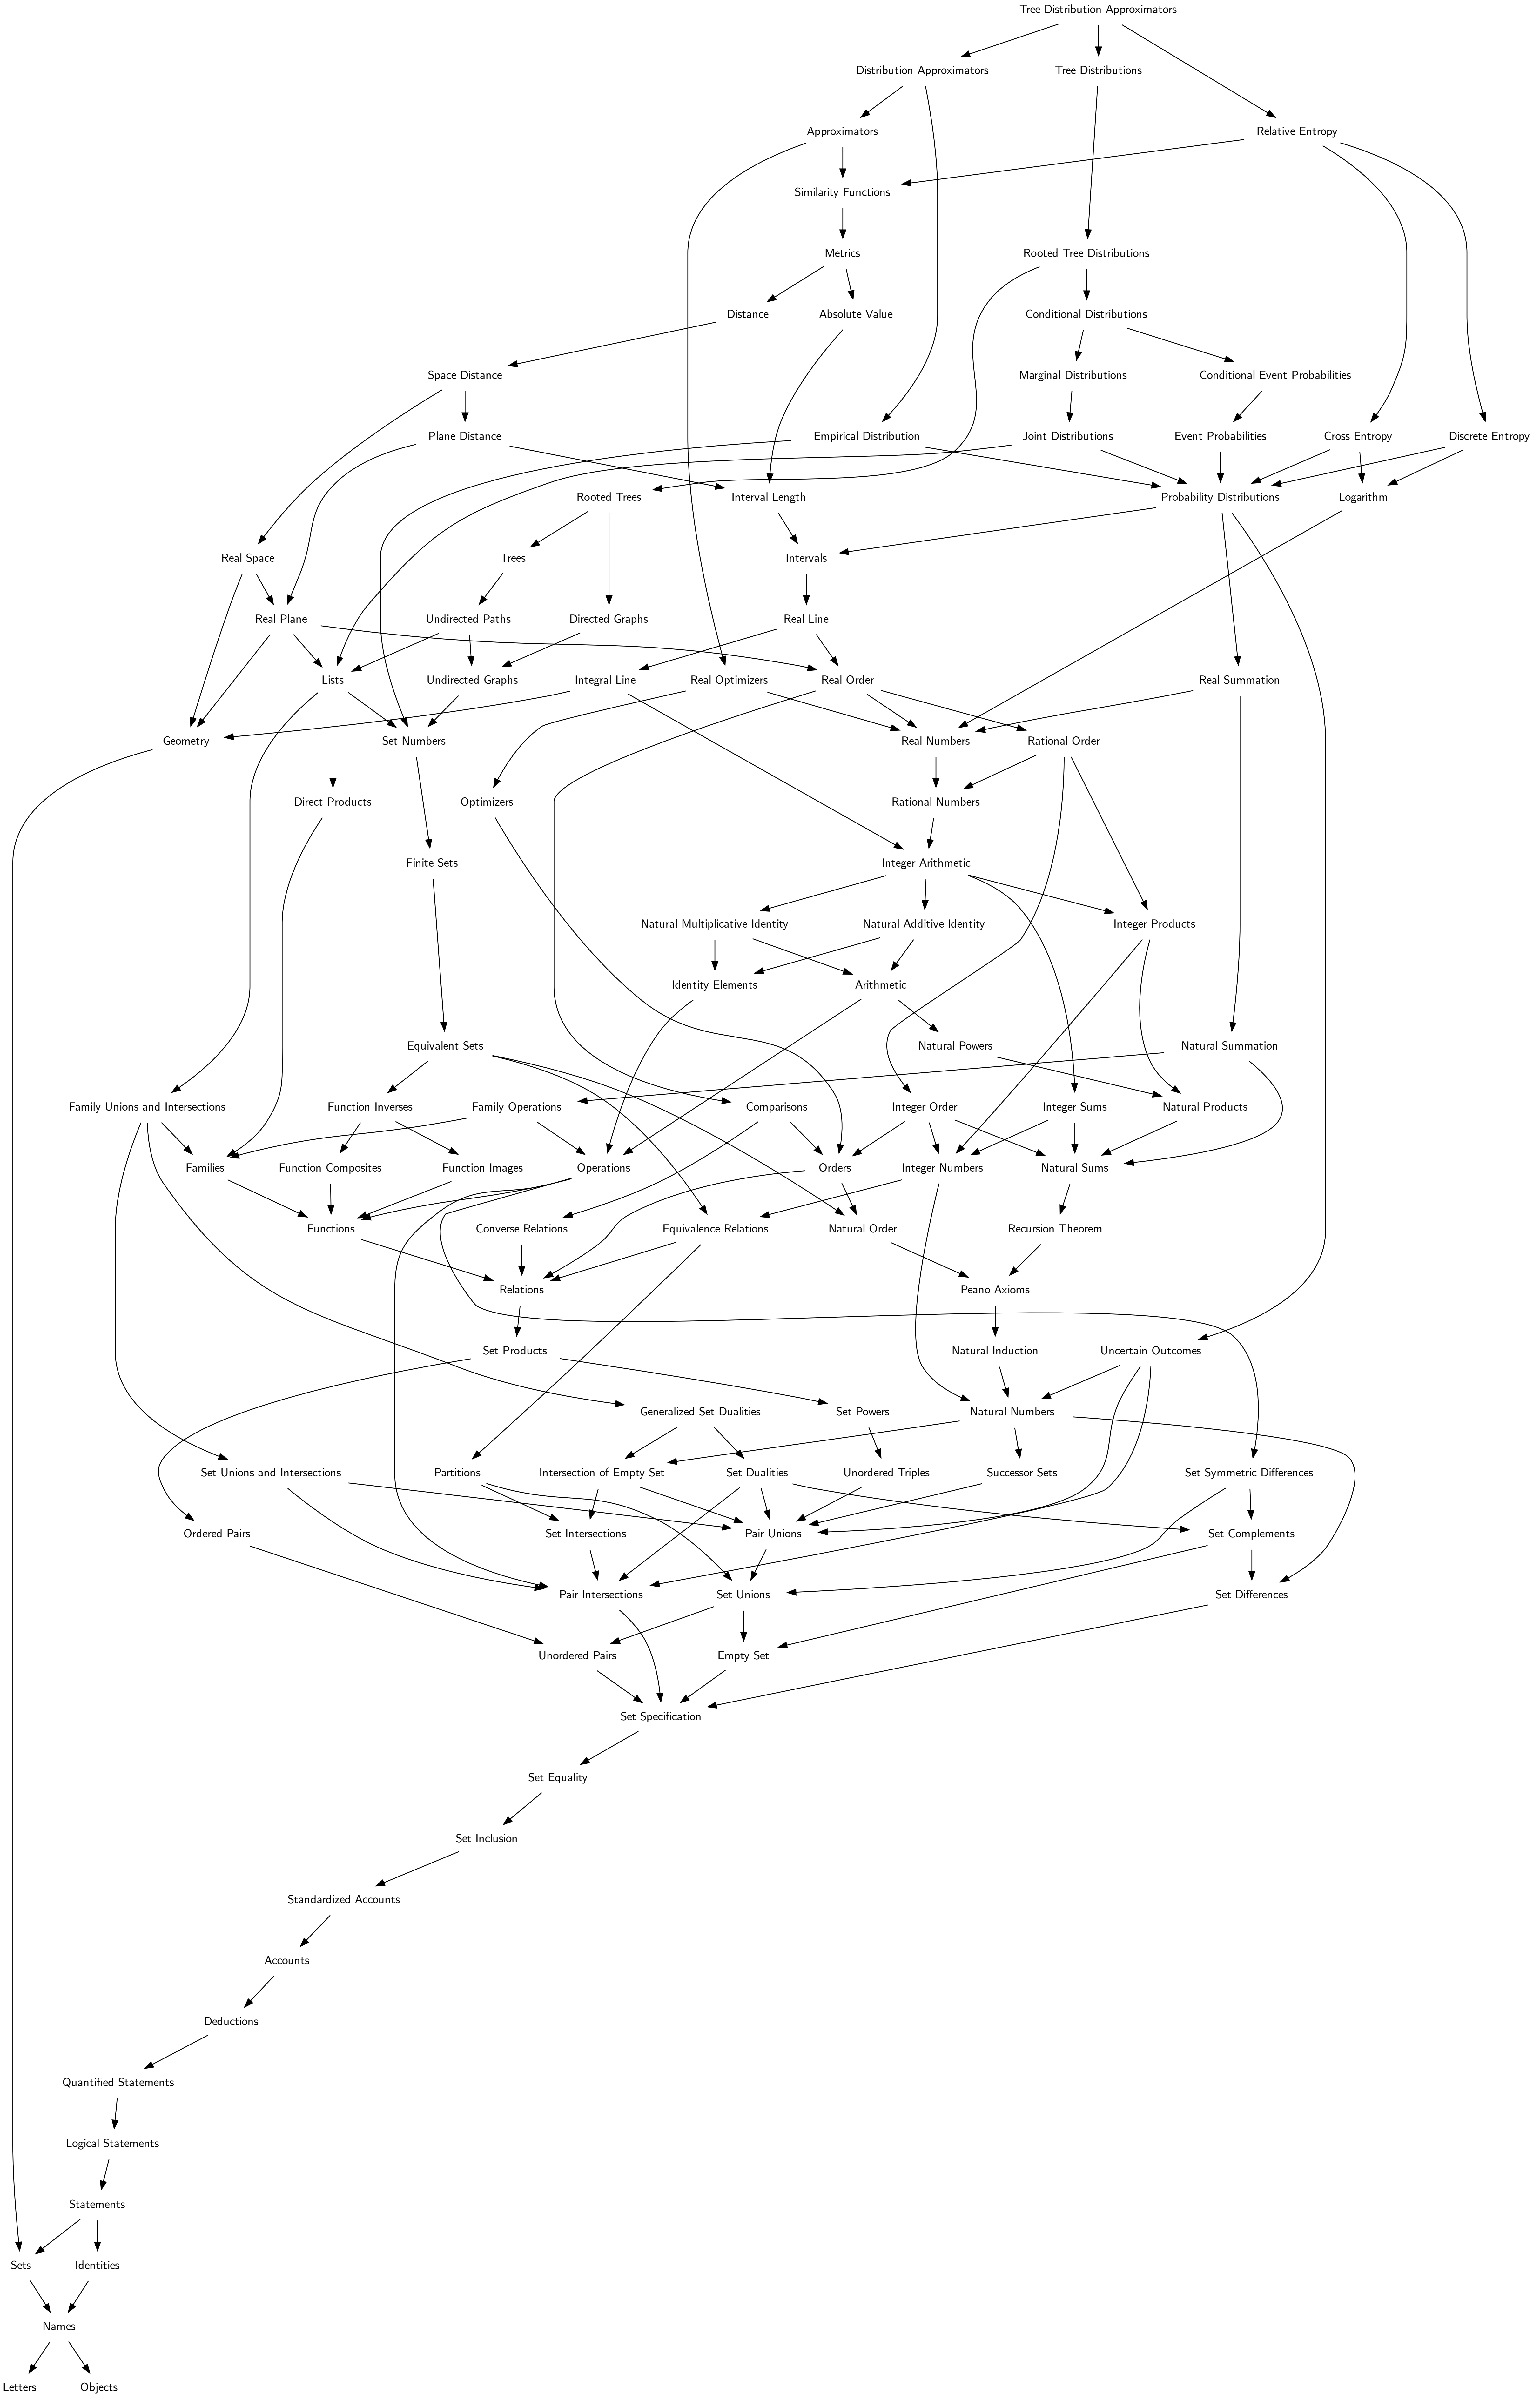 Tree Distribution Approximators
Distribution Approximators
Tree Distributions
Approximators
Relative Entropy
Similarity Functions
Metrics
Rooted Tree Distributions
Distance
Absolute Value
Conditional Distributions
Space Distance
Marginal Distributions
Conditional Event Probabilities
Plane Distance
Empirical Distribution
Joint Distributions
Event Probabilities
Cross Entropy
Discrete Entropy
Rooted Trees
Interval Length
Probability Distributions
Logarithm
Real Space
Trees
Intervals
Real Plane
Undirected Paths
Directed Graphs
Real Line
Lists
Undirected Graphs
Integral Line
Real Optimizers
Real Order
Real Summation
Geometry
Set Numbers
Real Numbers
Rational Order
Direct Products
Optimizers
Rational Numbers
Finite Sets
Integer Arithmetic
Natural Multiplicative Identity
Natural Additive Identity
Integer Products
Identity Elements
Arithmetic
Equivalent Sets
Natural Powers
Natural Summation
Family Unions and Intersections
Function Inverses
Family Operations
Comparisons
Integer Order
Integer Sums
Natural Products
Families
Function Composites
Function Images
Operations
Orders
Integer Numbers
Natural Sums
Functions
Converse Relations
Equivalence Relations
Natural Order
Recursion Theorem
Relations
Peano Axioms
Set Products
Natural Induction
Uncertain Outcomes
Generalized Set Dualities
Set Powers
Natural Numbers
Set Unions and Intersections
Partitions
Intersection of Empty Set
Set Dualities
Unordered Triples
Successor Sets
Set Symmetric Differences
Ordered Pairs
Set Intersections
Pair Unions
Set Complements
Pair Intersections
Set Unions
Set Differences
Unordered Pairs
Empty Set
Set Specification
Set Equality
Set Inclusion
Standardized Accounts
Accounts
Deductions
Quantified Statements
Logical Statements
Statements
Sets
Identities
Names
Letters
Objects